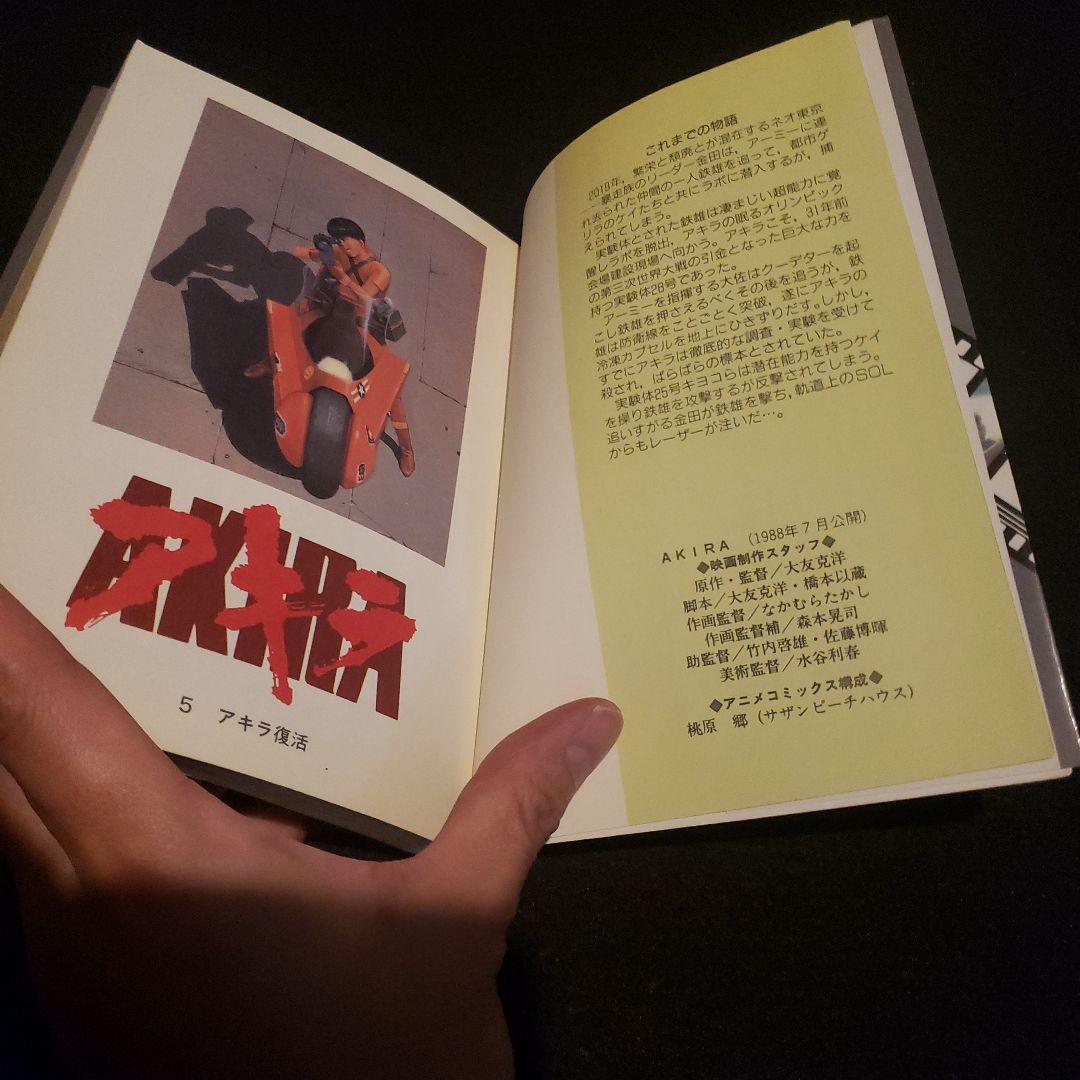 AKIRA
アキラ
5 アキラ復活
これまでの物語
2019年，繁栄と頽廃とが混在するネオ東京
——暴走族のリーダー金田は，アーミーに連
れ去られた仲間の一人鉄雄を追って，都市ゲ
リラのケイたちと共にラボに潜入するが，捕
えられてしまう。
実験体とされた鉄雄は凄まじい超能力に覚
醒しラボを脱出，アキラの眠るオリンピック
会場建設現場へ向かう。アキラこそ，31年前
の第三次世界大戦の引金となった巨大な力を
持つ実験体28号であった。
アーミーを指揮する大佐はクーデターを起
こし鉄雄を押さえるべくその後を追うが，鉄
雄は防衛線をことごとく突破，遂にアキラの
冷凍カプセルを地上にひきずりだす。しかし，
すでにアキラは徹底的な調査・実験を受けて
殺され，ばらばらの標本とされていた。
実験体25号キヨコらは潜在能力を持つケイ
を操り鉄雄を攻撃するが反撃されてしまう。
追いすがる金田が鉄雄を撃ち，軌道上のSOL
からもレーザーが注いだ…。
AKIRA （1988年7月公開）
◆映画制作スタッフ◆
原作・監督／大友克洋
脚本／大友克洋・橋本以蔵
作画監督／なかむらたかし
作画監督補／森本晃司
助監督／竹内啓雄・佐藤博暉
美術監督／水谷利春
◆アニメコミックス構成◆
桃原 郷（サザンピーチハウス）